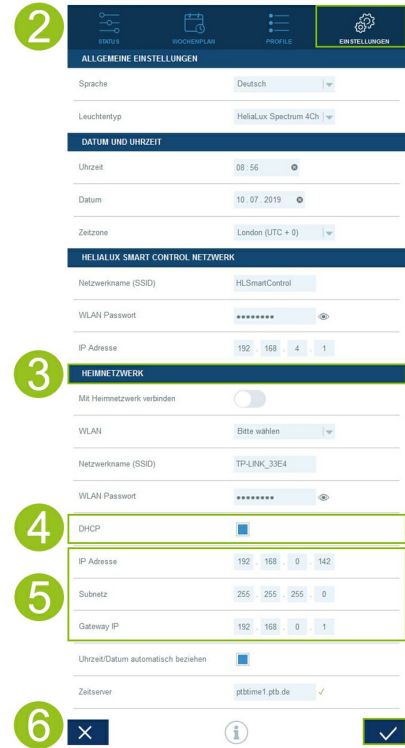 2
STATUS WOCHENPLAN PROFILE EINSTELLUNGEN
ALLGEMEINE EINSTELLUNGEN
Sprache Deutsch
Leuchtentyp HeliaLux Spectrum 4Ch
DATUM UND UHRZEIT
Uhrzeit 08 : 56
Datum 10 . 07 . 2019
Zeitzone London (UTC + 0)
HELIALUX SMART CONTROL NETZWERK
Netzwerkname (SSID) HLSmartControl
WLAN Passwort ••••••••
IP Adresse 192 . 168 . 4 . 1
3 HEIMNETZWERK
Mit Heimnetzwerk verbinden
WLAN Bitte wählen
Netzwerkname (SSID) TP-LINK_33E4
WLAN Passwort ••••••••
4 DHCP
IP Adresse 192 . 168 . 0 . 142
5 Subnetz 255 . 255 . 255 . 0
Gateway IP 192 . 168 . 0 . 1
Uhrzeit/Datum automatisch beziehen
Zeitserver ptbtime1.ptb.de ✓
6